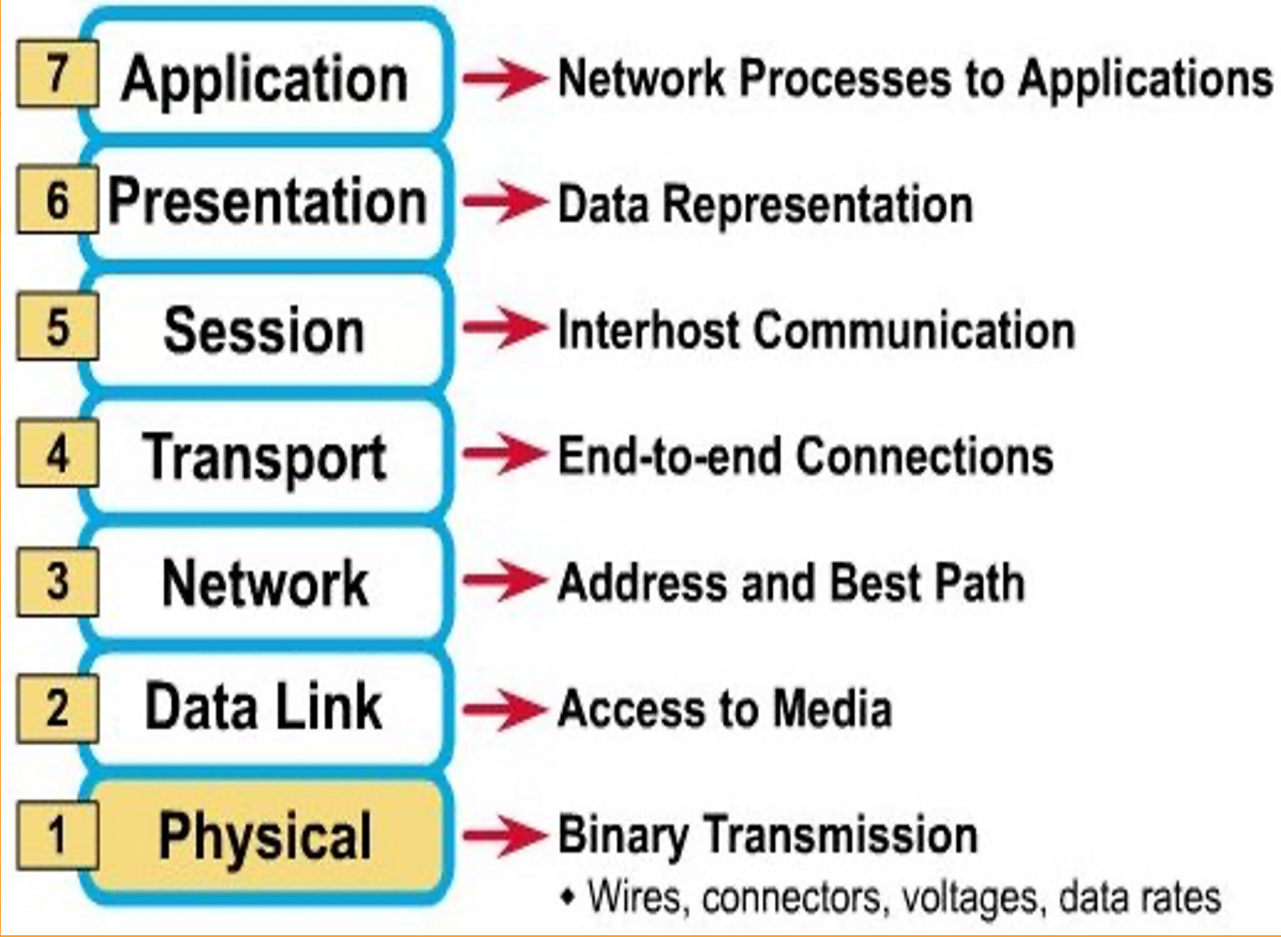 7 Application Network Processes to Applications
6 Presentation Data Representation
5 Session Interhost Communication
4 Transport End-to-end Connections
3 Network Address and Best Path
2 Data Link Access to Media
1 Physical Binary Transmission
♦ Wires, connectors, voltages, data rates